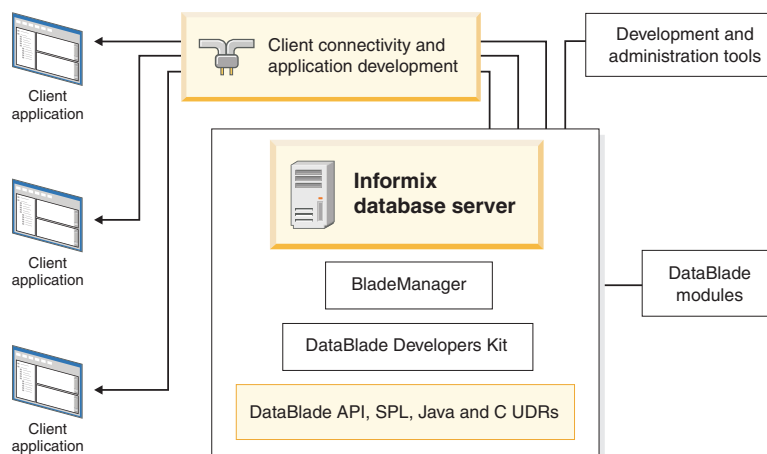 Client connectivity and
application development
Development and
administration tools
Client
application
Informix
database server
Client
application
BladeManager
DataBlade
modules
DataBlade Developers Kit
DataBlade API, SPL, Java and C UDRs
Client
application